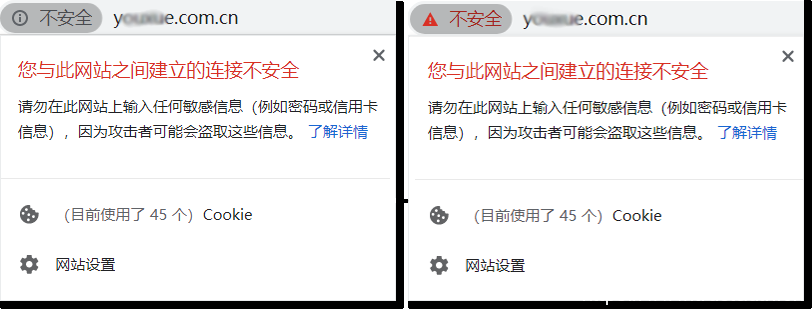 不安全 .com.cn
您与此网站之间建立的连接不安全
请勿在此网站上输入任何敏感信息（例如密码或信用卡
信息），因为攻击者可能会盗取这些信息。 了解详情
（目前使用了 45 个）Cookie
网站设置
不安全 .com.cn
您与此网站之间建立的连接不安全
请勿在此网站上输入任何敏感信息（例如密码或信用卡
信息），因为攻击者可能会盗取这些信息。 了解详情
（目前使用了 45 个）Cookie
网站设置